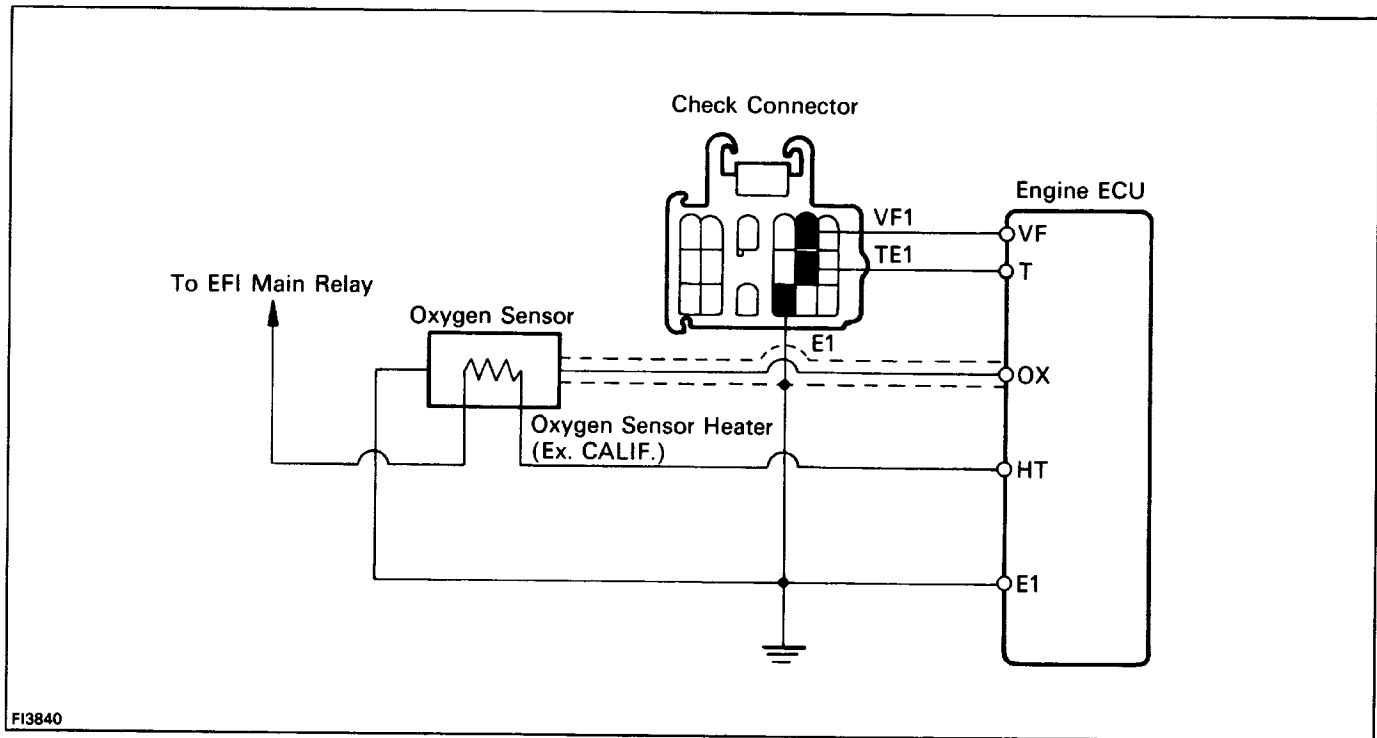 Check Connector
Engine ECU
VF1
VF
TE1
T
To EFI Main Relay
Oxygen Sensor
E1
OX
Oxygen Sensor Heater
(Ex. CALIF.)
HT
E1
FI3840